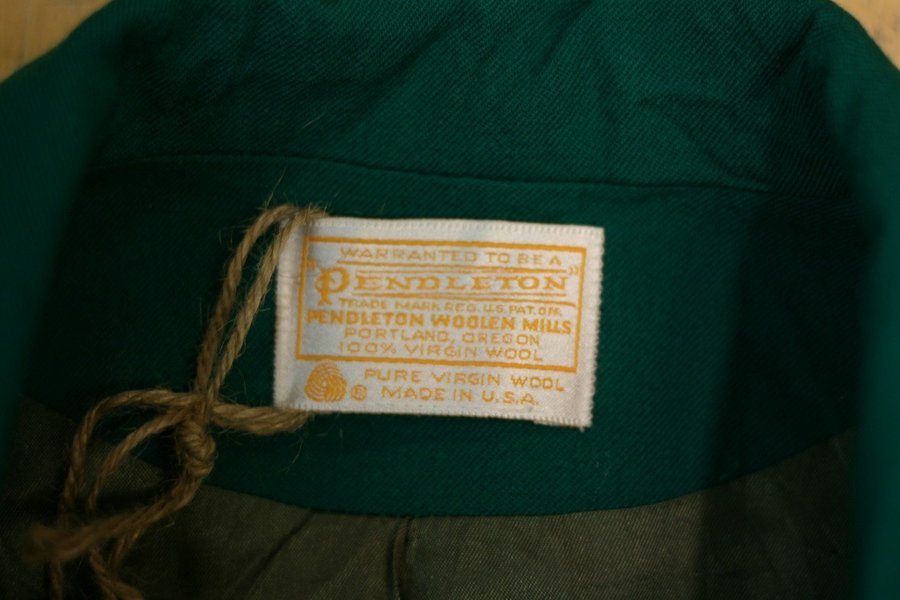 WARRANTED TO BE A
"PENDLETON"
TRADE MARK REG. U.S. PAT. OFF.
PENDLETON WOOLEN MILLS
PORTLAND, OREGON
100% VIRGIN WOOL
PURE VIRGIN WOOL
® MADE IN U.S.A.